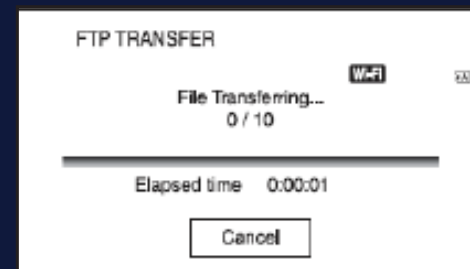 FTP TRANSFER
Wi-Fi
File Transferring...
0 / 10
Elapsed time 0:00:01
Cancel